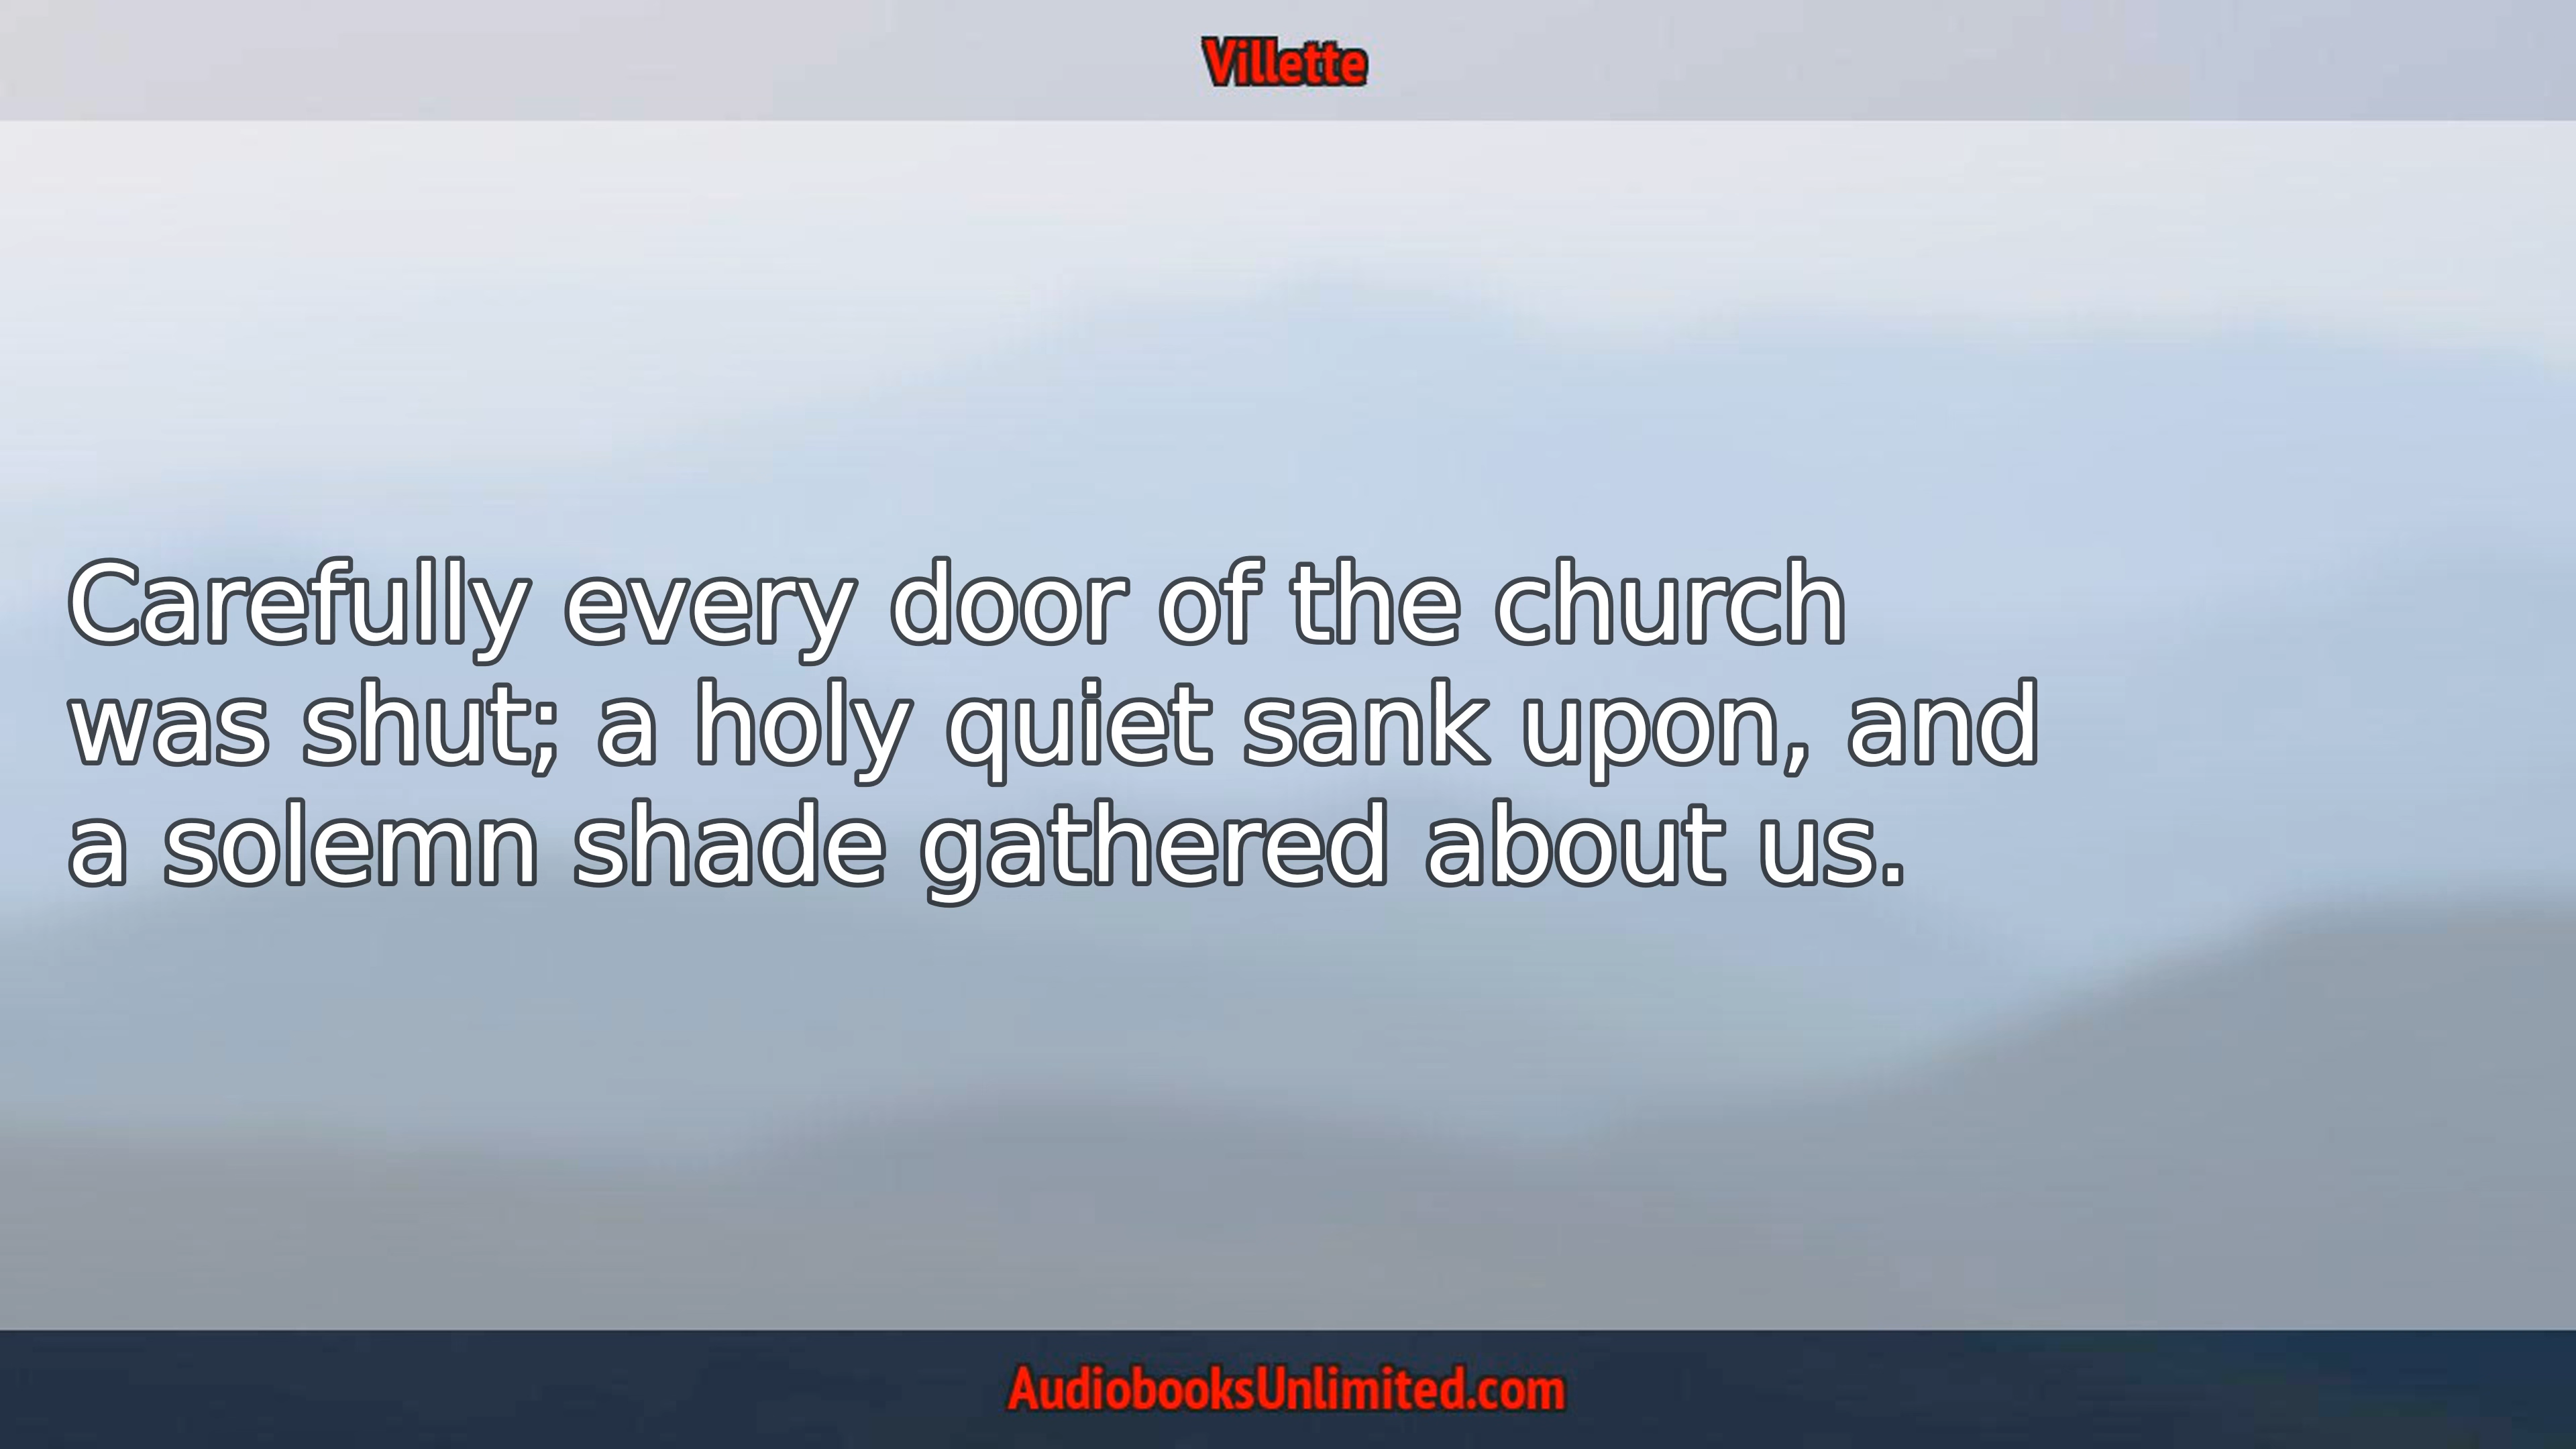 Villette
Carefully every door of the church
was shut; a holy quiet sank upon, and
a solemn shade gathered about us.
AudiobooksUnlimited.com